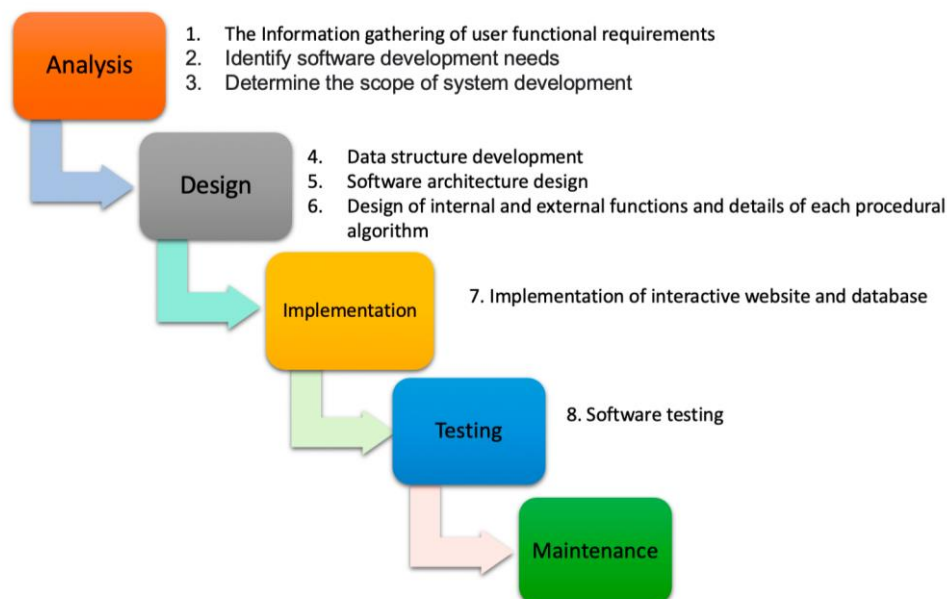 Analysis
1. The Information gathering of user functional requirements
2. Identify software development needs
3. Determine the scope of system development
Design
4. Data structure development
5. Software architecture design
6. Design of internal and external functions and details of each procedural
algorithm
Implementation
7. Implementation of interactive website and database
Testing
8. Software testing
Maintenance